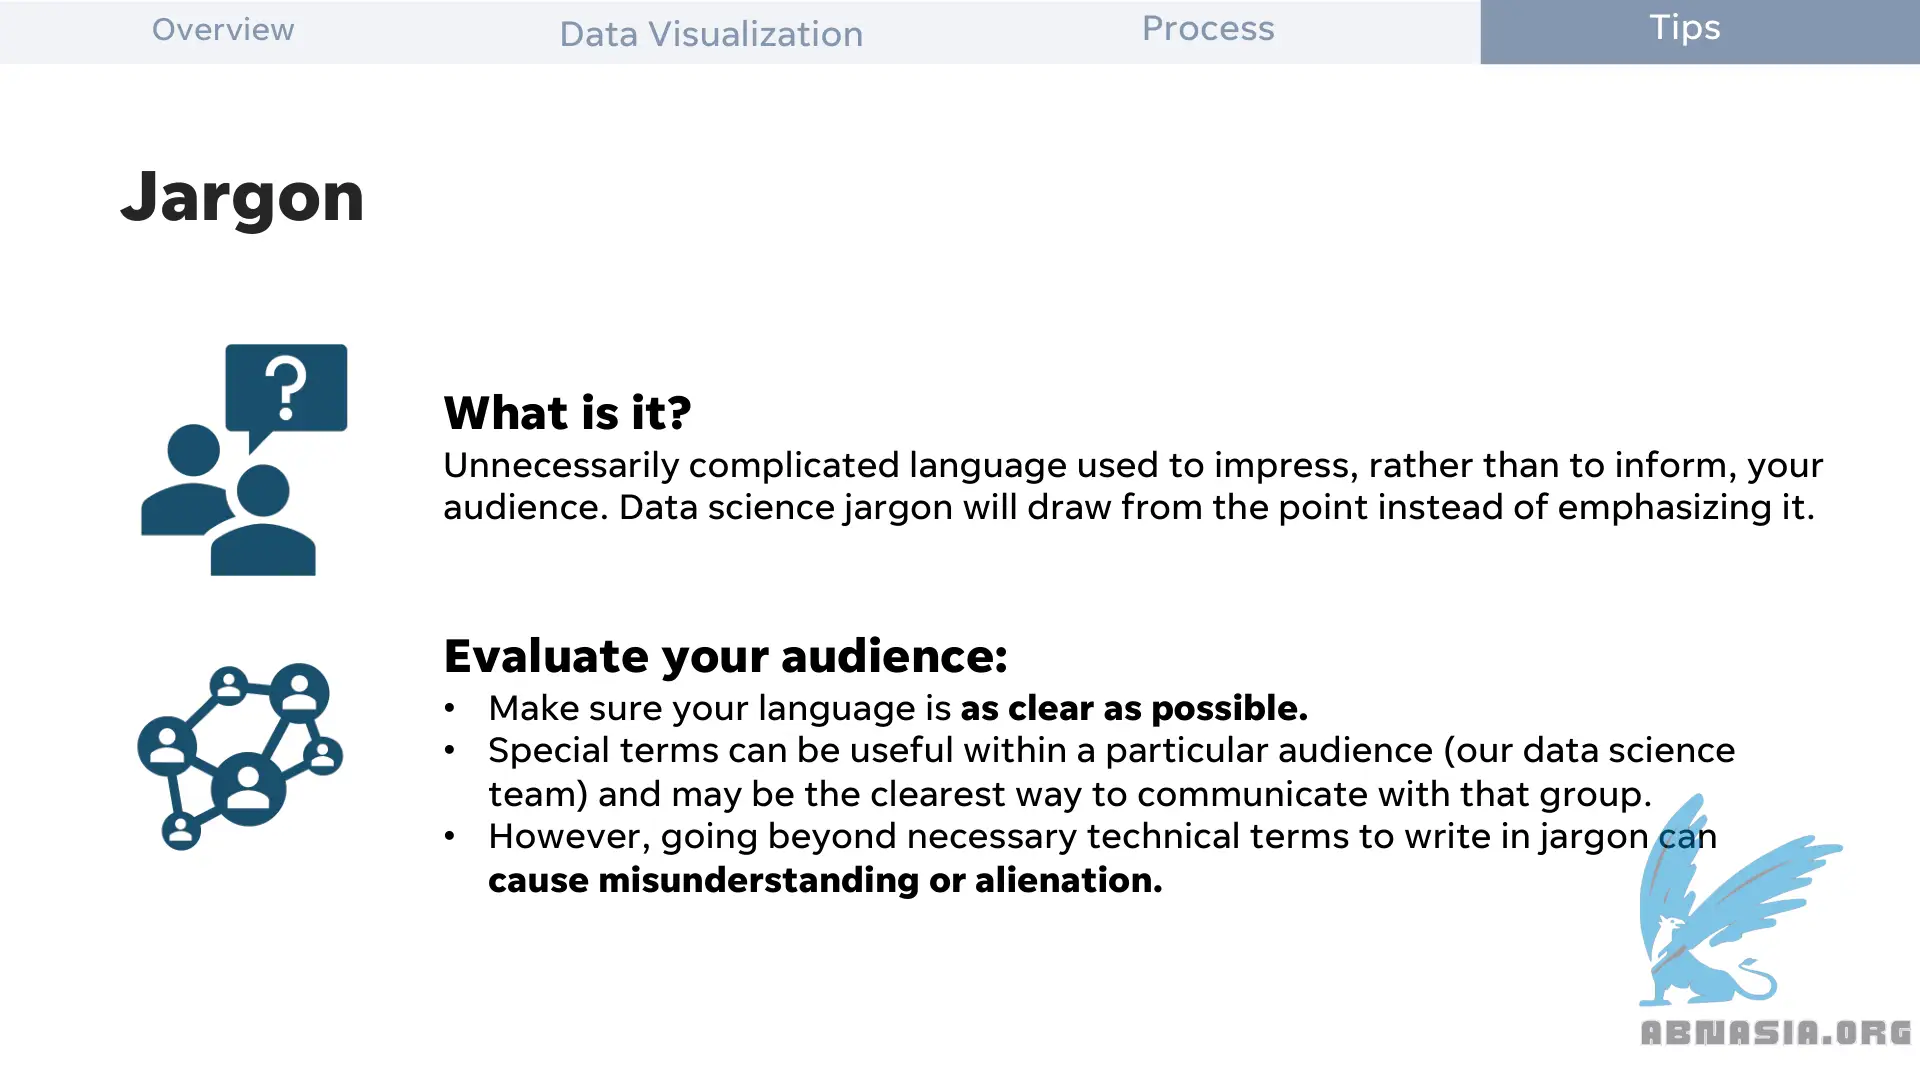 Overview
Data Visualization
Process
Tips
Jargon
?
What is it?
Unnecessarily complicated language used to impress, rather than to inform, your
audience. Data science jargon will draw from the point instead of emphasizing it.
Evaluate your audience:
• Make sure your language is as clear as possible.
• Special terms can be useful within a particular audience (our data science
team) and may be the clearest way to communicate with that group.
• However, going beyond necessary technical terms to write in jargon can
cause misunderstanding or alienation.
ABNASIA.ORG